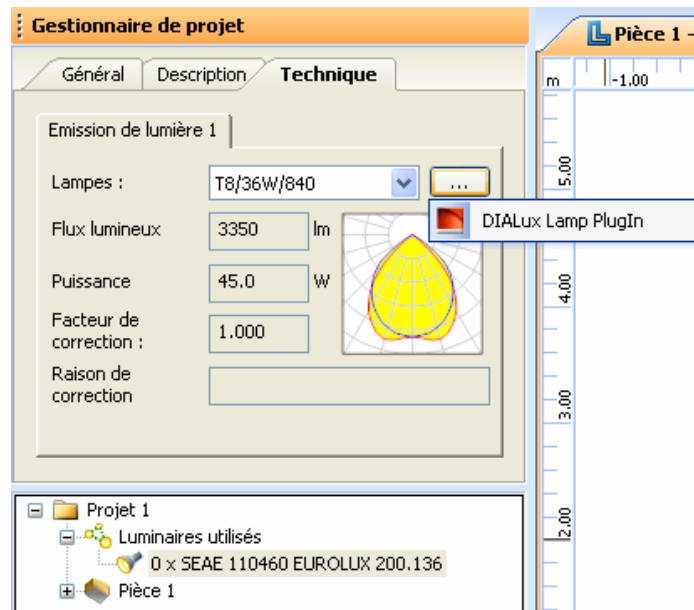 Gestionnaire de projet
Pièce 1 -
Général Description Technique
m -1.00
Emission de lumière 1
Lampes : T8/36W/840 ...
DIALux Lamp PlugIn
Flux lumineux 3350 lm
Puissance 45.0 W
Facteur de
correction : 1.000
Raison de
correction
5.00
4.00
3.00
2.00
Projet 1
Luminaires utilisés
0 x SEAE 110460 EUROLUX 200.136
Pièce 1